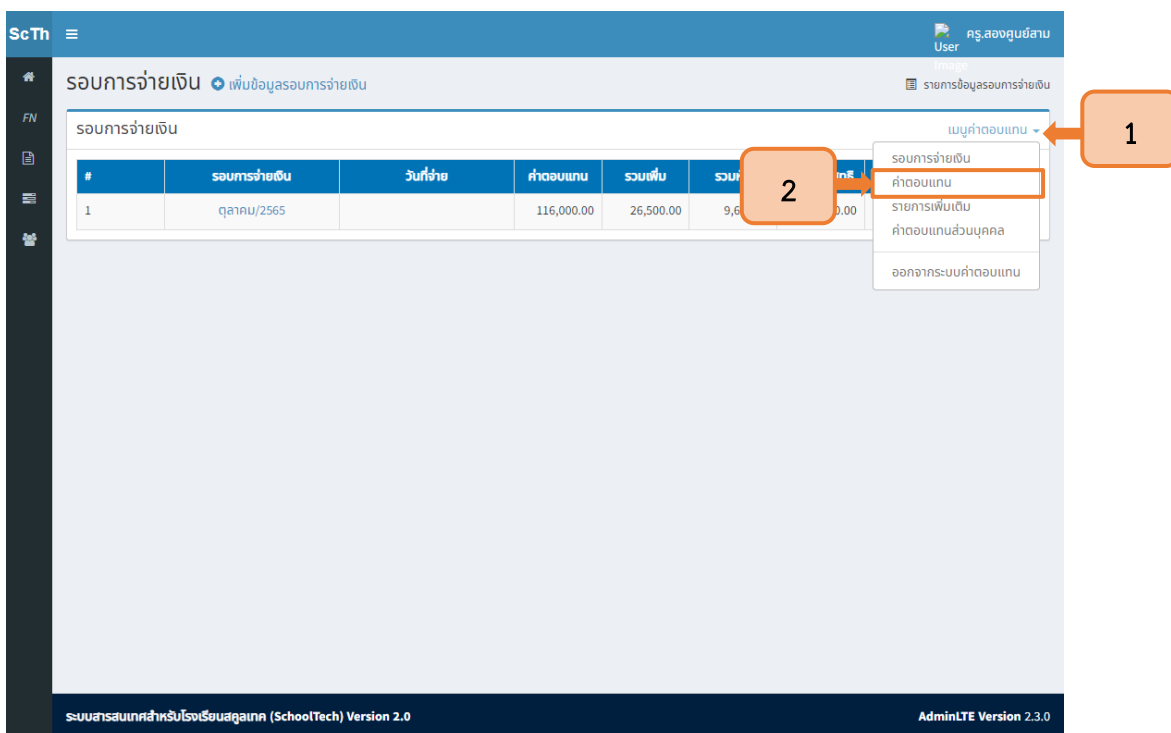 ScTh
User
image
ครู.สองศูนย์สาม
FN
รอบการจ่ายเงิน เพิ่มข้อมูลรอบการจ่ายเงิน
รายการข้อมูลรอบการจ่ายเงิน
รอบการจ่ายเงิน
เมนูค่าตอบแทน
1
# รอบการจ่ายเงิน วันที่จ่าย ค่าตอบแทน รวมเพิ่ม
1 ตุลาคม/2565 116,000.00 26,500.00
2
รอบการจ่ายเงิน
ค่าตอบแทน
รายการเพิ่มเติม
ค่าตอบแทนส่วนบุคคล
ออกจากระบบค่าตอบแทน
ระบบสารสนเทศสำหรับโรงเรียนสคูลเทค (SchoolTech) Version 2.0
AdminLTE Version 2.3.0